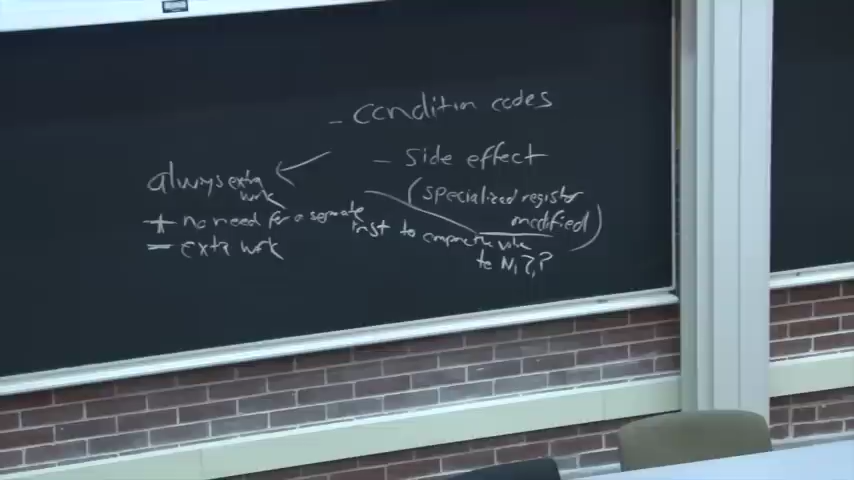 - condition codes
- side effect
(specialized register
modified)
always extra
work
+ no need for a separate
inst to compare the value
to N, Z, P
- extra work